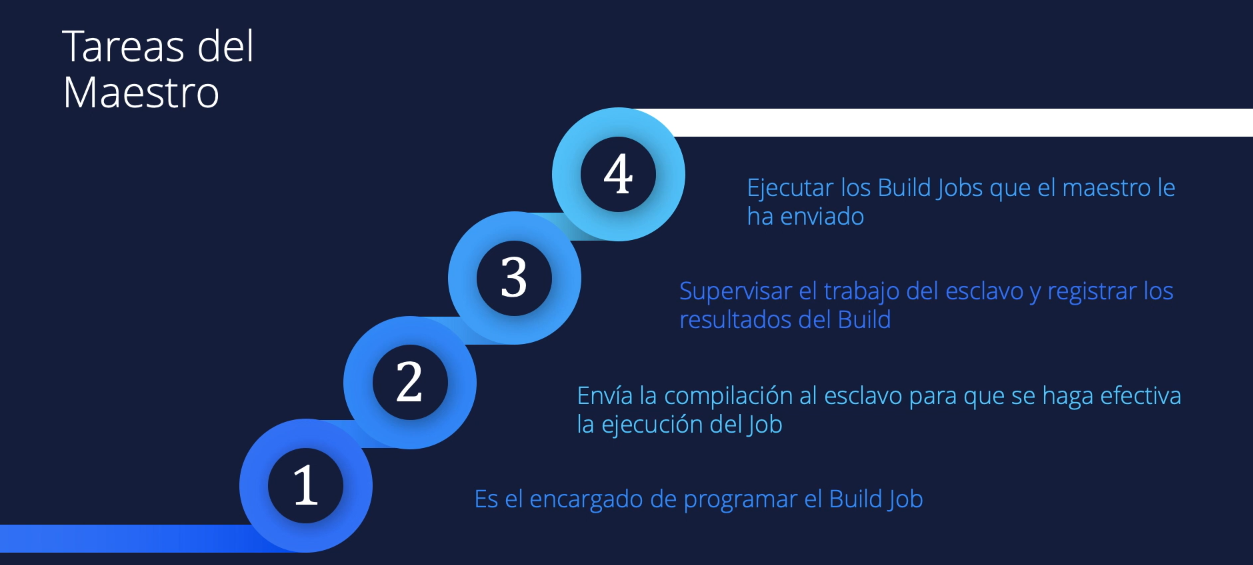 Tareas del
Maestro
4
Ejecutar los Build Jobs que el maestro le
ha enviado
3
Supervisar el trabajo del esclavo y registrar los
resultados del Build
2
Envía la compilación al esclavo para que se haga efectiva
la ejecución del Job
1
Es el encargado de programar el Build Job